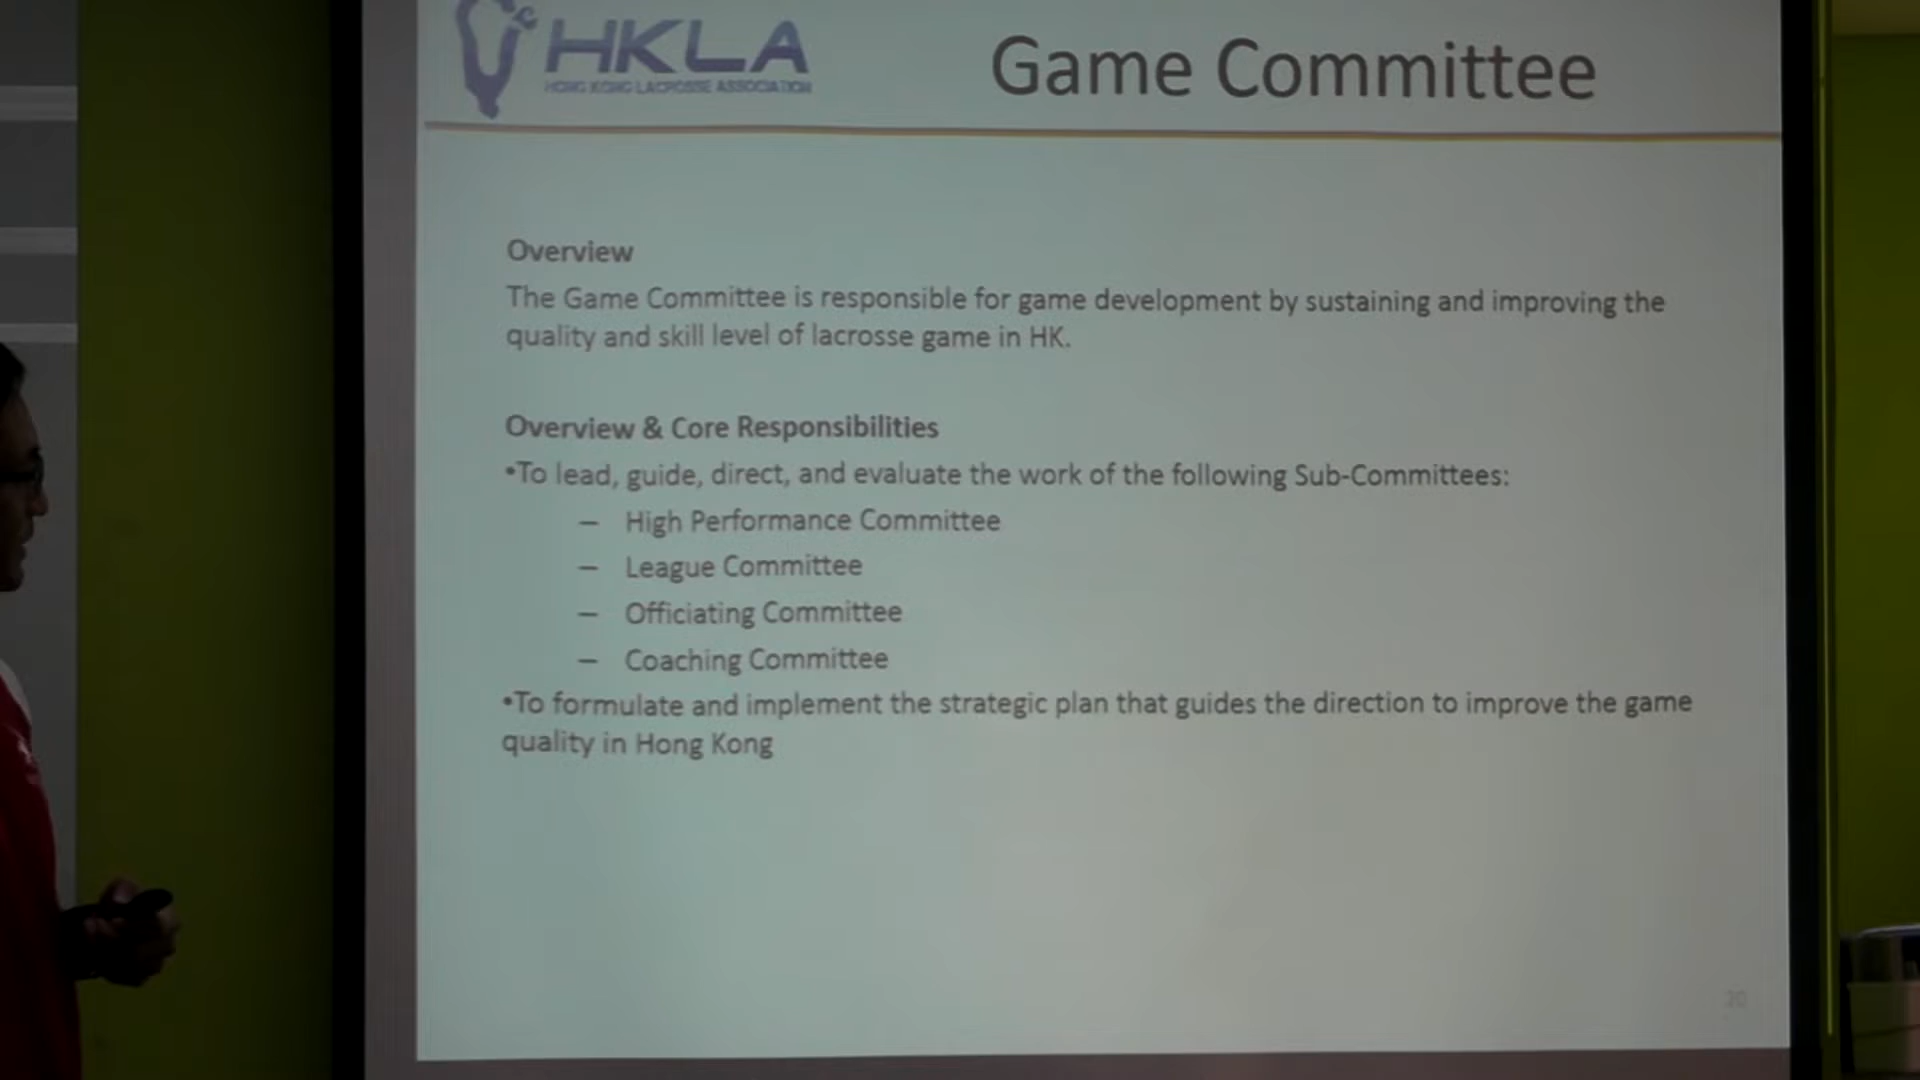 HKLA
HONG KONG LACROSSE ASSOCIATION
Game Committee
Overview
The Game Committee is responsible for game development by sustaining and improving the
quality and skill level of lacrosse game in HK.
Overview & Core Responsibilities
•To lead, guide, direct, and evaluate the work of the following Sub-Committees:
– High Performance Committee
– League Committee
– Officiating Committee
– Coaching Committee
•To formulate and implement the strategic plan that guides the direction to improve the game
quality in Hong Kong